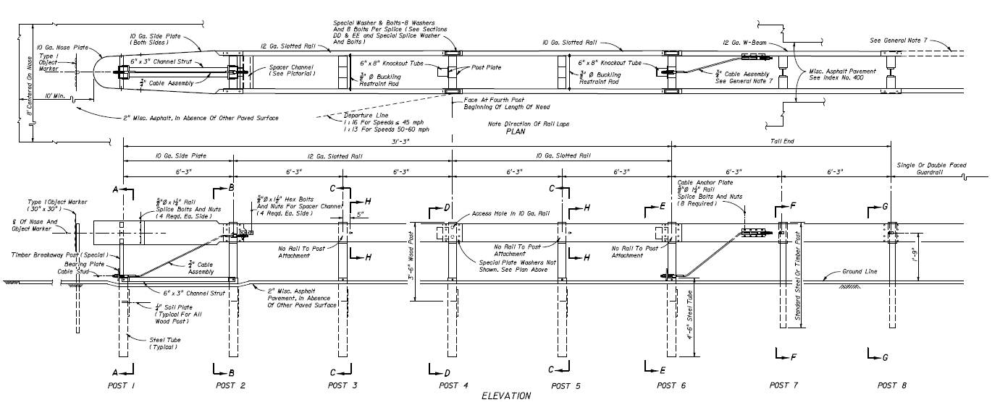 Special Washer & Bolts-8 Washers
And 8 Bolts Per Splice (See Sections
DD & EE and Special Splice Washer
And Bolts)
10 Ga. Side Plate
(Both Sides)
10 Ga. Nose Plate
12 Ga. Slotted Rail
10 Ga. Slotted Rail
12 Ga. W-Beam
See General Note 7
Type 1
Object
Marker
6" x 3" Channel Strut
3/4" Cable Assembly
Spacer Channel
(See Pictorial)
3/4" Ø Buckling
Restraint Rod
6" x 8" Knockout Tube
Post Plate
6" x 8" Knockout Tube
3/4" Ø Buckling
Restraint Rod
3/4" Cable Assembly
See General Note 7
Misc. Asphalt Pavement
See Index No. 400
8' Centered On Nose
10' Min.
2" Misc. Asphalt, In Absence Of Other Paved Surface
Departure Line
1:16 For Speeds ≤ 45 mph
1:13 For Speeds 50-60 mph
Face At Fourth Post
Beginning Of Length Of Need
Note Direction Of Rail Laps
PLAN
31'-3"
Tail End
10 Ga. Side Plate
12 Ga. Slotted Rail
10 Ga. Slotted Rail
6'-3"
6'-3"
6'-3"
6'-3"
6'-3"
6'-3"
6'-3"
Single Or Double Faced
Guardrail
Type 1 Object Marker
(30" x 30")
℄ Of Nose And
Object Marker
A
5/8"Ø x 1 1/4" Rail
Splice Bolts And Nuts
(4 Reqd. Ea. Side)
B
5/8"Ø x 1 1/2" Hex Bolts
And Nuts For Spacer Channel
(4 Reqd. Ea. Side)
C
H
5"
D
Access Hole In 10 Ga. Rail
C
H
E
Cable Anchor Plate
5/8"Ø 1 1/4" Rail
Splice Bolts And Nuts
(8 Required)
F
G
Timber Breakaway Post (Special)
Bearing Plate
Cable Stud
3/4" Cable
Assembly
No Rail To Post
Attachment
H
3'-6" Wood Post
Special Plate Washers Not
Shown. See Plan Above
No Rail To Post
Attachment
H
No Rail To Post
Attachment
Standard Steel Or Timber Post
1'-9"
Ground Line
6" x 3" Channel Strut
2" Misc. Asphalt
Pavement, In Absence
Of Other Paved Surface
1/4" Soil Plate
(Typical For All
Wood Post)
Steel Tube
(Typical)
4'-6" Steel Tube
A
B
C
D
C
E
F
G
POST 1
POST 2
POST 3
POST 4
POST 5
POST 6
POST 7
POST 8
ELEVATION